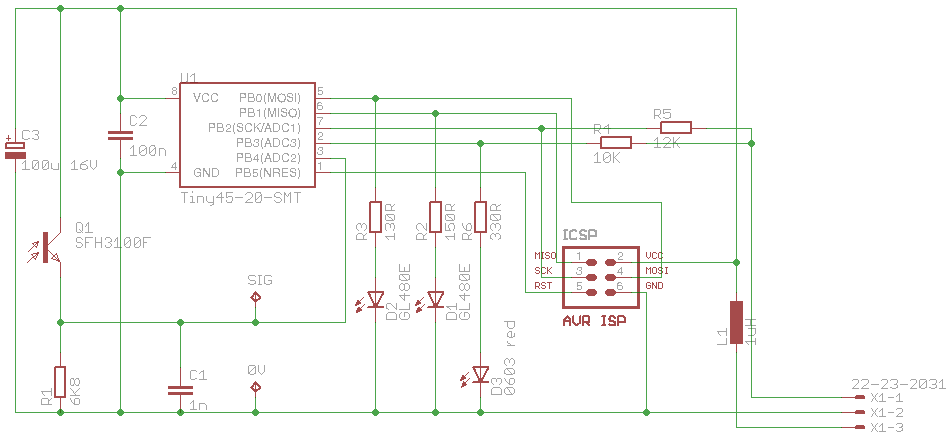 U1
8
VCC
PB0(MOSI)
5
PB1(MISO)
6
PB2(SCK/ADC1)
7
PB3(ADC3)
2
PB4(ADC2)
3
4
GND
PB5(NRES)
1
Tiny45-20-SMT
+
C3
100u 16V
C2
100n
R5
12K
R4
10K
Q1
SFH3100F
R3
130R
R2
150R
R6
330R
ICSP
MISO
1
2
VCC
SCK
3
4
MOSI
RST
5
6
GND
AVR ISP
SIG
D2
GL480E
D1
GL480E
D3
0603 red
L1
1uH
R1
6K8
C1
1n
0V
22-23-2031
X1-1
X1-2
X1-3